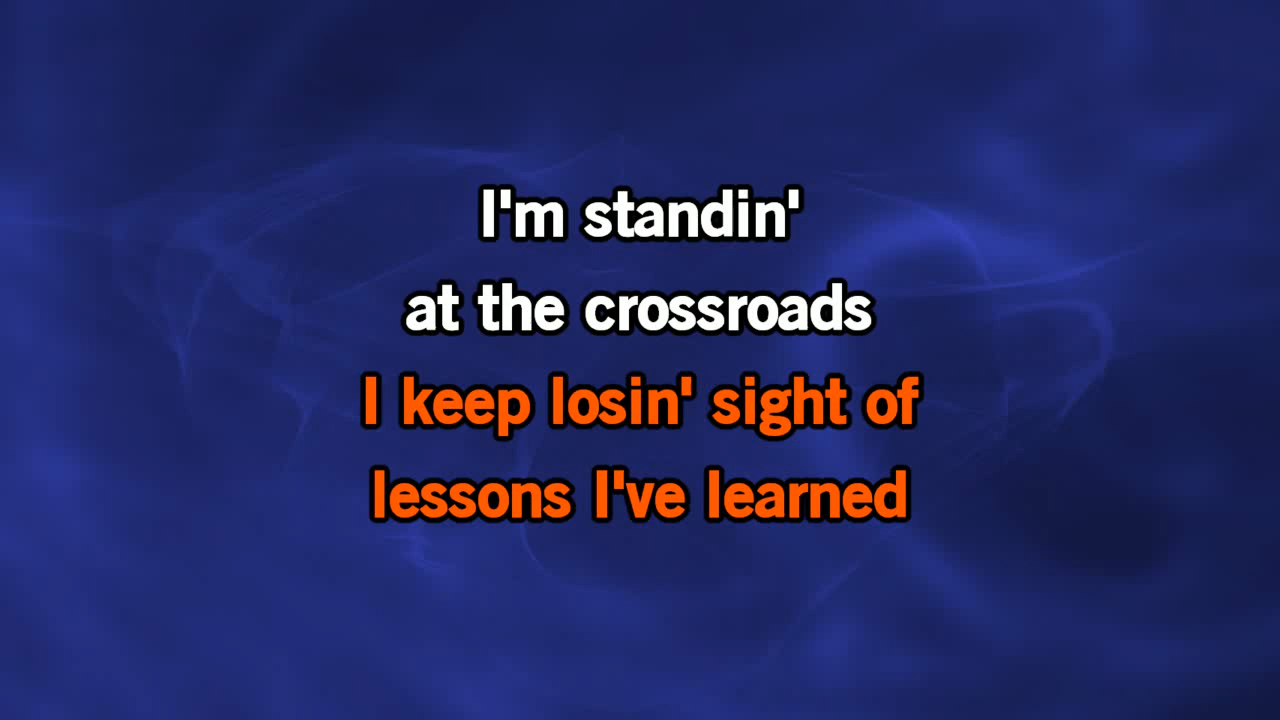 I'm standin'
at the crossroads
I keep losin' sight of
lessons I've learned